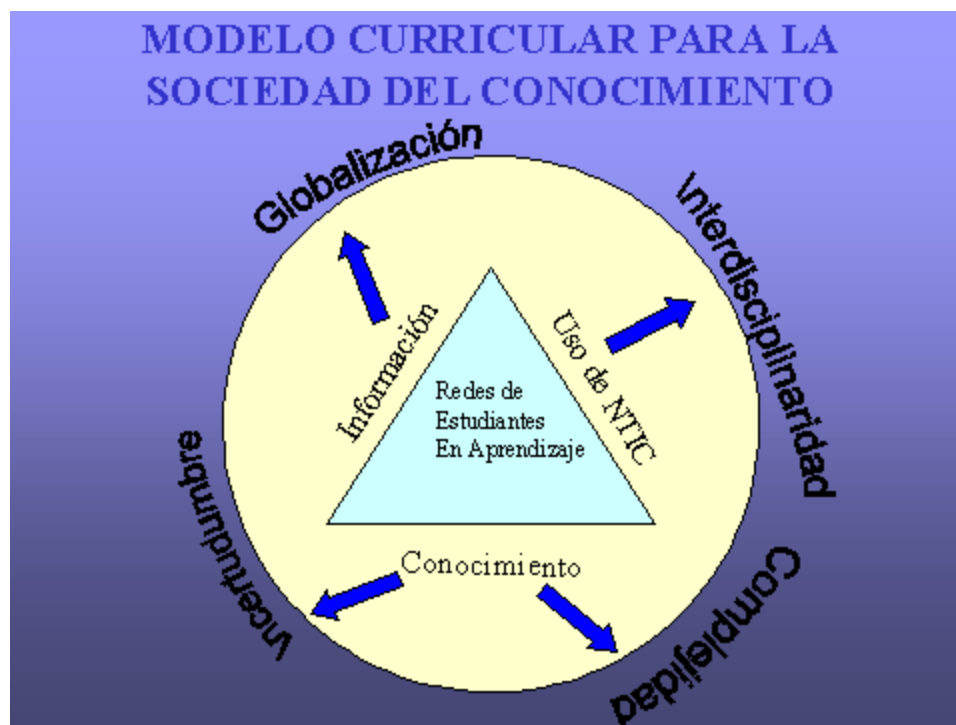 MODELO CURRICULAR PARA LA
SOCIEDAD DEL CONOCIMIENTO
Globalización
Interdisciplinaridad
Información
Uso de NTIC
Redes de
Estudiantes
En Aprendizaje
Incertudumbre
Conocimiento
Complejidad